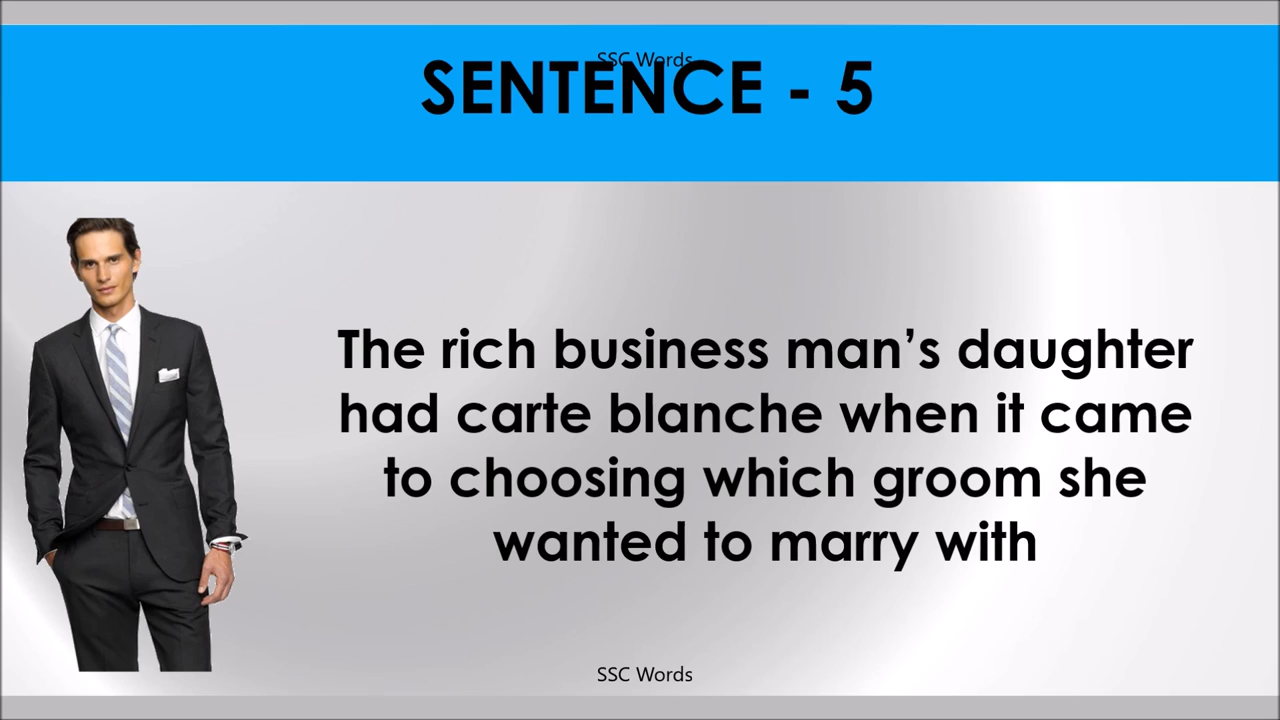 SSC Words
SENTENCE - 5
The rich business man’s daughter
had carte blanche when it came
to choosing which groom she
wanted to marry with
SSC Words